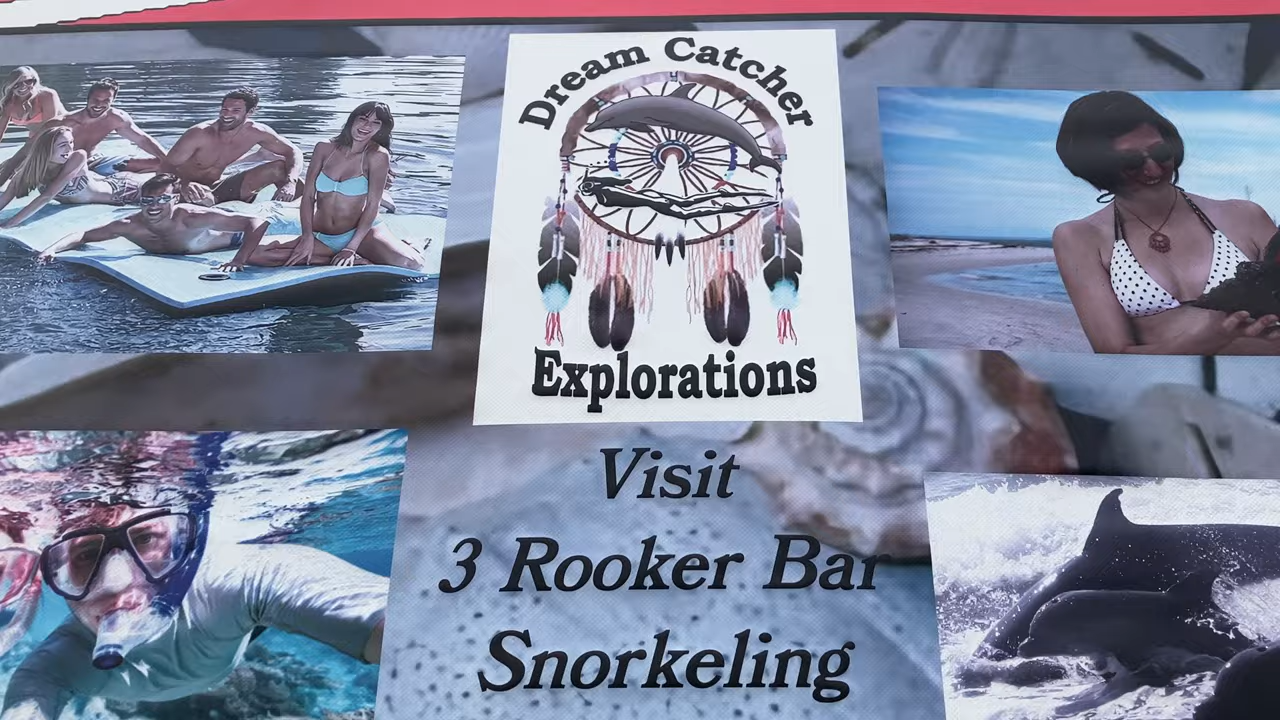 Dream Catcher
Explorations
Visit
3 Rooker Bar
Snorkeling